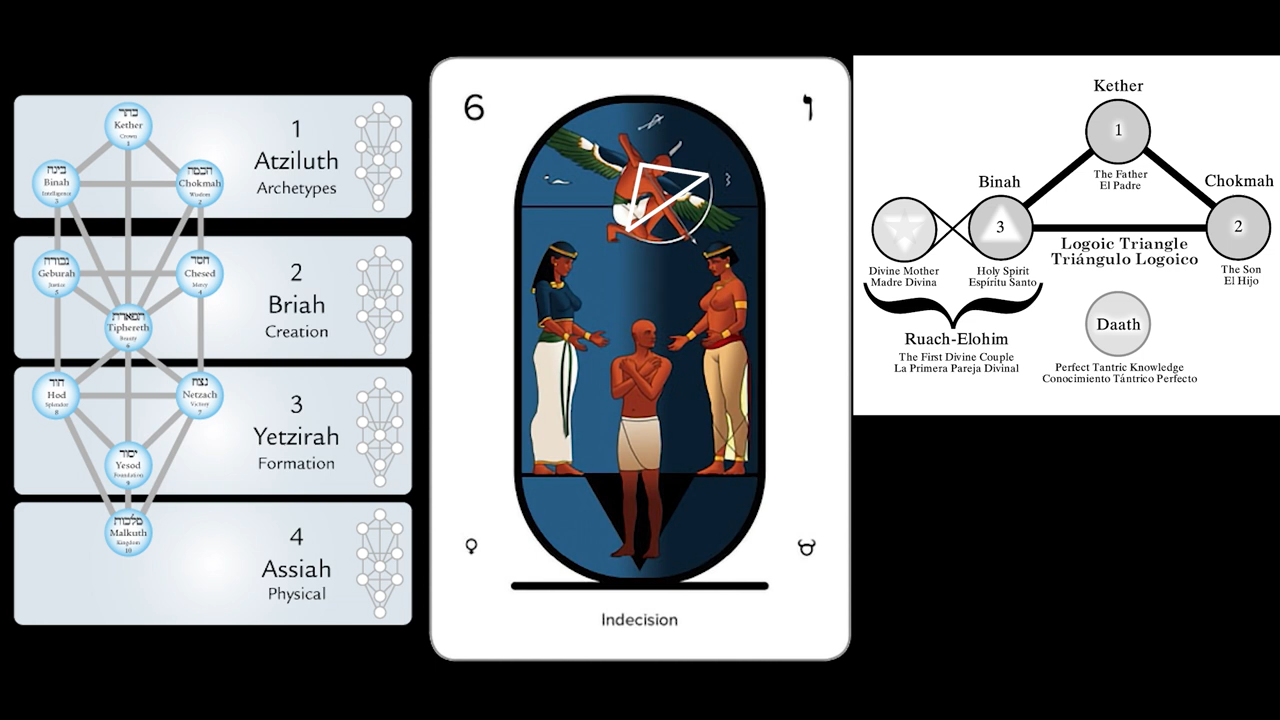 כתר
Kether
Crown
1
בינה
Binah
Intelligence
3
חכמה
Chokmah
Wisdom
2
גבורה
Geburah
Justice
5
חסד
Chesed
Mercy
4
תפארת
Tiphereth
Beauty
6
הוד
Hod
Splendor
8
נצח
Netzach
Victory
7
יסוד
Yesod
Foundation
9
מלכות
Malkuth
Kingdom
10
1
Atziluth
Archetypes
2
Briah
Creation
3
Yetzirah
Formation
4
Assiah
Physical
6
ו
♀
♉
Indecision
Kether
1
The Father
El Padre
Binah
3
Chokmah
2
Logoic Triangle
Triángulo Logoico
Divine Mother
Madre Divina
Holy Spirit
Espíritu Santo
The Son
El Hijo
Ruach-Elohim
The First Divine Couple
La Primera Pareja Divinal
Daath
Perfect Tantric Knowledge
Conocimiento Tántrico Perfecto